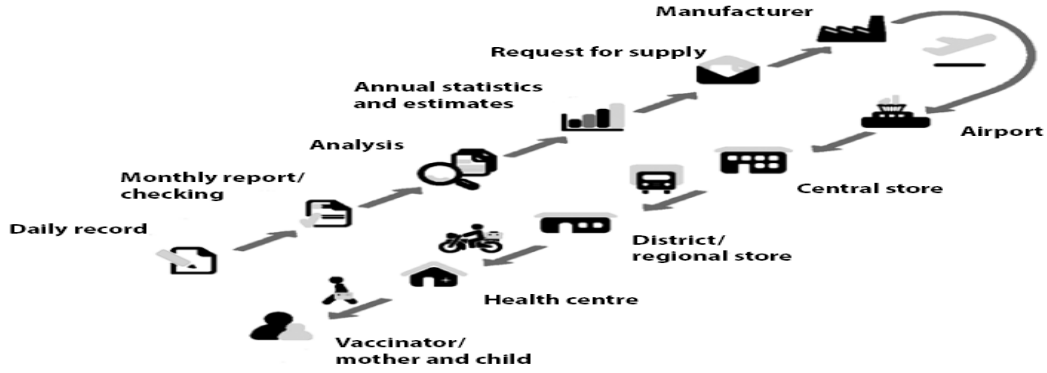 Manufacturer
Request for supply
Annual statistics
and estimates
Analysis
Monthly report/
checking
Daily record
Airport
Central store
District/
regional store
Health centre
Vaccinator/
mother and child